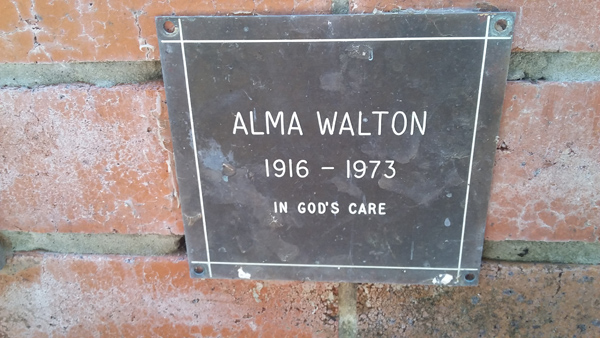 ALMA WALTON
1916 - 1973
IN GOD'S CARE